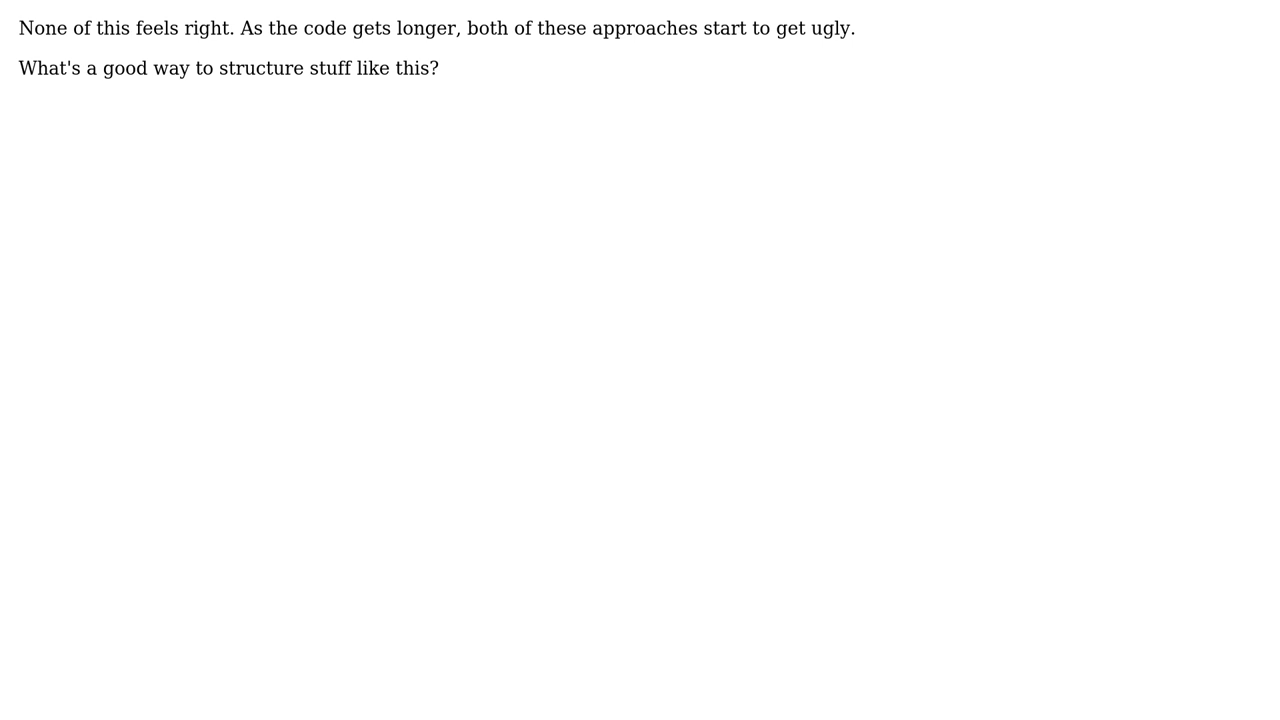 None of this feels right. As the code gets longer, both of these approaches start to get ugly.
What's a good way to structure stuff like this?